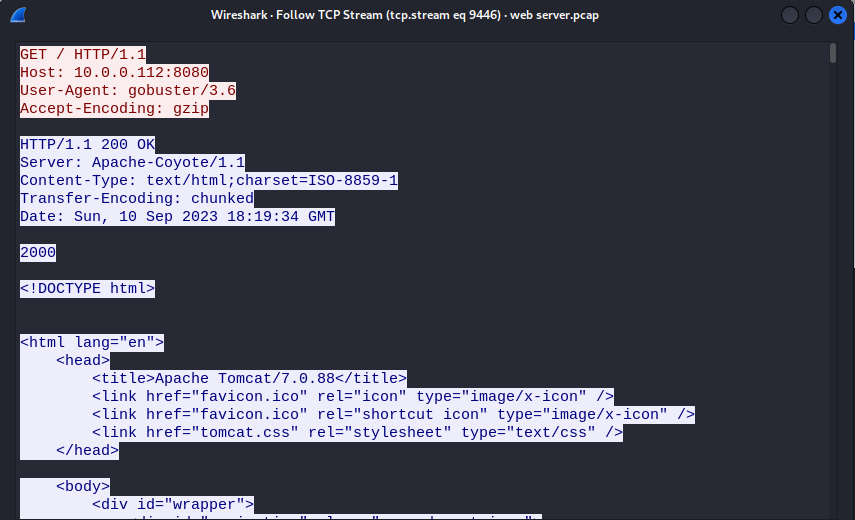 Wireshark · Follow TCP Stream (tcp.stream eq 9446) · web server.pcap
GET / HTTP/1.1
Host: 10.0.0.112:8080
User-Agent: gobuster/3.6
Accept-Encoding: gzip
HTTP/1.1 200 OK
Server: Apache-Coyote/1.1
Content-Type: text/html;charset=ISO-8859-1
Transfer-Encoding: chunked
Date: Sun, 10 Sep 2023 18:19:34 GMT
2000
<!DOCTYPE html>
<html lang="en">
<head>
<title>Apache Tomcat/7.0.88</title>
<link href="favicon.ico" rel="icon" type="image/x-icon" />
<link href="favicon.ico" rel="shortcut icon" type="image/x-icon" />
<link href="tomcat.css" rel="stylesheet" type="text/css" />
</head>
<body>
<div id="wrapper">